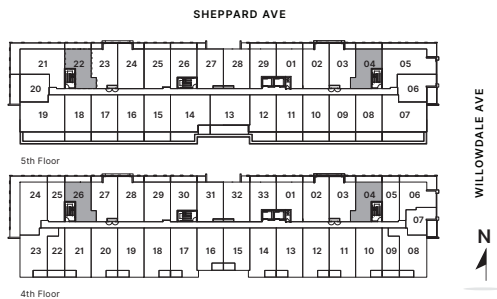 SHEPPARD AVE
21 22 23 24 25 26 27 28 29 01 02 03 04 05
20 06
19 18 17 16 15 14 13 12 11 10 09 08 07
5th Floor
WILLOWDALE AVE
24 25 26 27 28 29 30 31 32 33 01 02 03 04 05 06
07
23 22 21 20 19 18 17 16 15 14 13 12 11 10 09 08
4th Floor
N